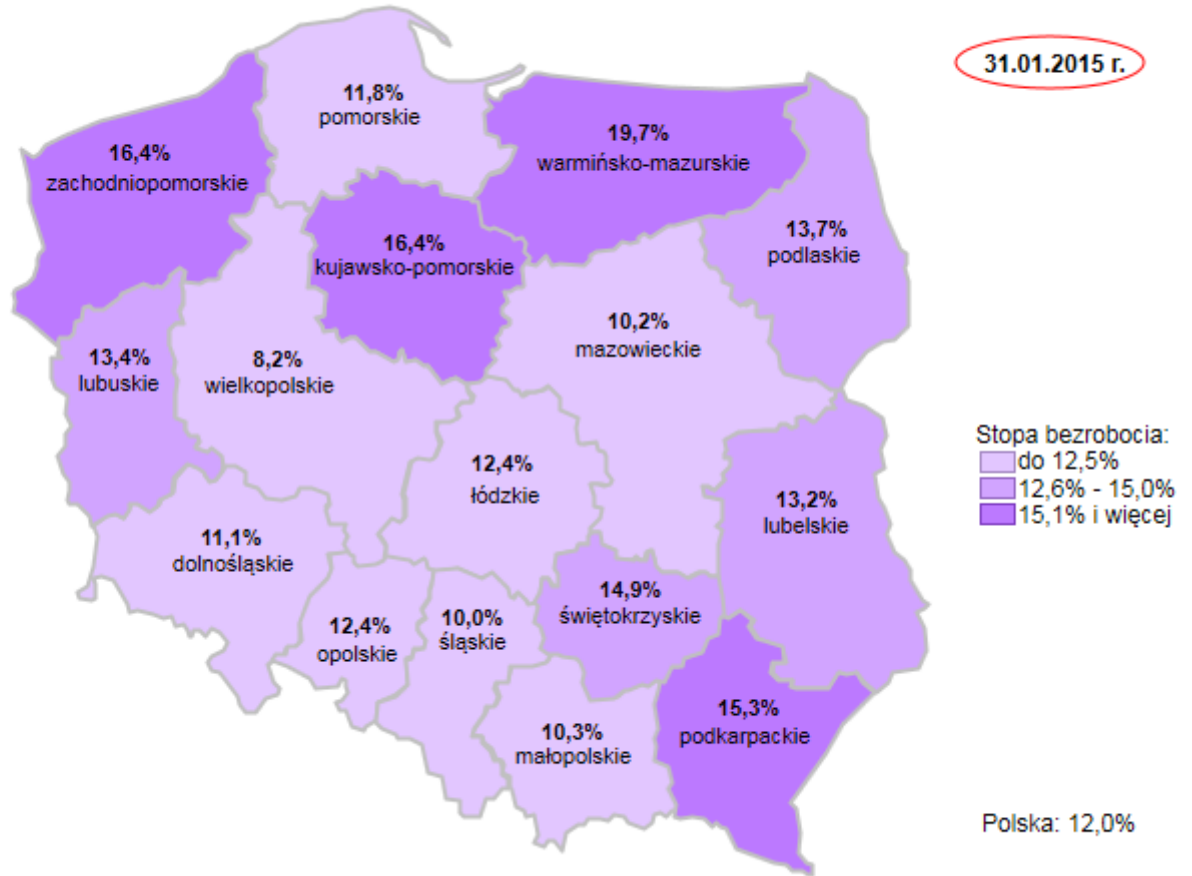 31.01.2015 r.
11,8%
pomorskie
19,7%
warmińsko-mazurskie
16,4%
zachodniopomorskie
13,7%
podlaskie
16,4%
kujawsko-pomorskie
10,2%
mazowieckie
13,4%
lubuskie
8,2%
wielkopolskie
12,4%
łódzkie
13,2%
lubelskie
11,1%
dolnośląskie
14,9%
świętokrzyskie
12,4%
opolskie
10,0%
śląskie
15,3%
podkarpackie
10,3%
małopolskie
Stopa bezrobocia:
do 12,5%
12,6% - 15,0%
15,1% i więcej
Polska: 12,0%